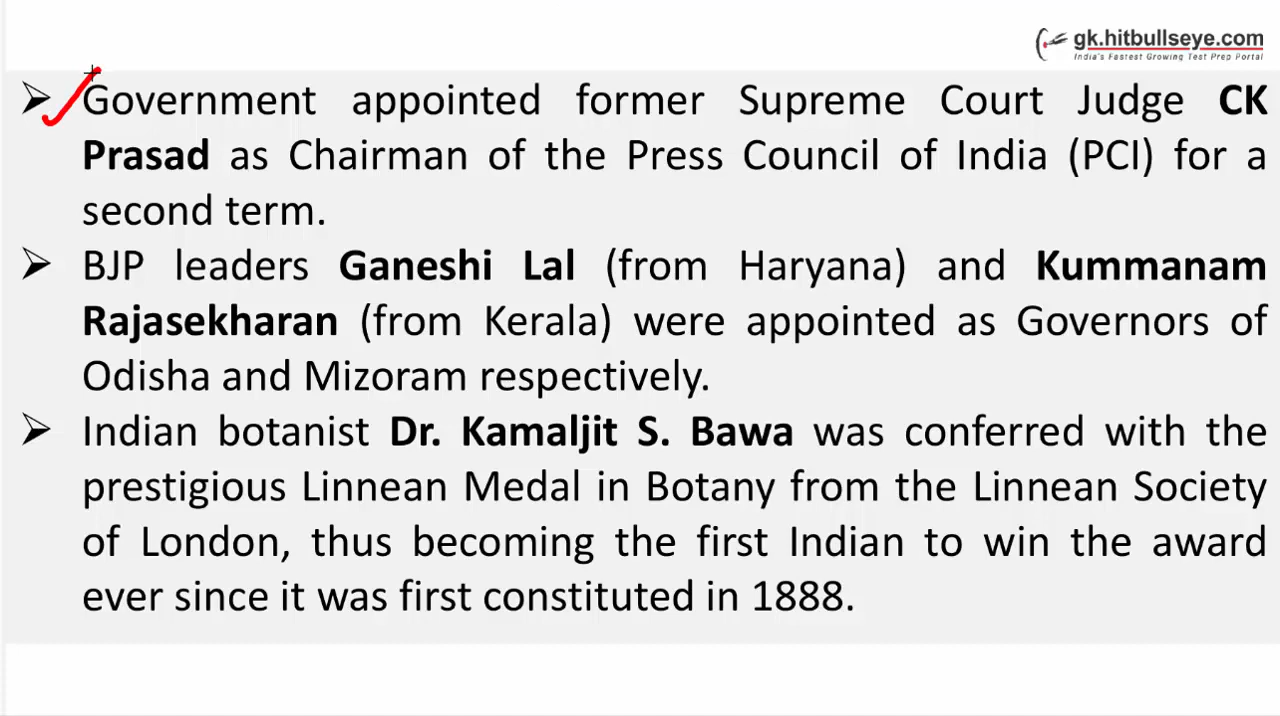 gk.hitbullseye.com
India's Fastest Growing Test Prep Portal
Government appointed former Supreme Court Judge CK
Prasad as Chairman of the Press Council of India (PCI) for a
second term.
BJP leaders Ganeshi Lal (from Haryana) and Kummanam
Rajasekharan (from Kerala) were appointed as Governors of
Odisha and Mizoram respectively.
Indian botanist Dr. Kamaljit S. Bawa was conferred with the
prestigious Linnean Medal in Botany from the Linnean Society
of London, thus becoming the first Indian to win the award
ever since it was first constituted in 1888.